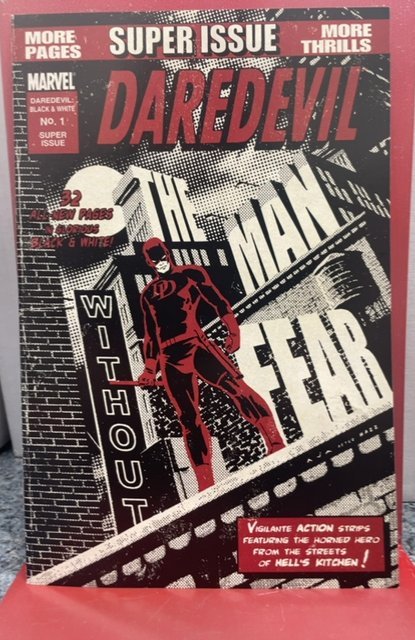 MORE
PAGES
SUPER ISSUE
MORE
THRILLS
MARVEL
DAREDEVIL:
BLACK & WHITE
No. 1
SUPER
ISSUE
DAREDEVIL
32
ALL-NEW PAGES
IN GLORIOUS
BLACK & WHITE!
THE
MAN
WITHOUT
FEAR
DD
VIGILANTE ACTION STRIPS
FEATURING THE HORNED HERO
FROM THE STREETS
OF HELL'S KITCHEN!